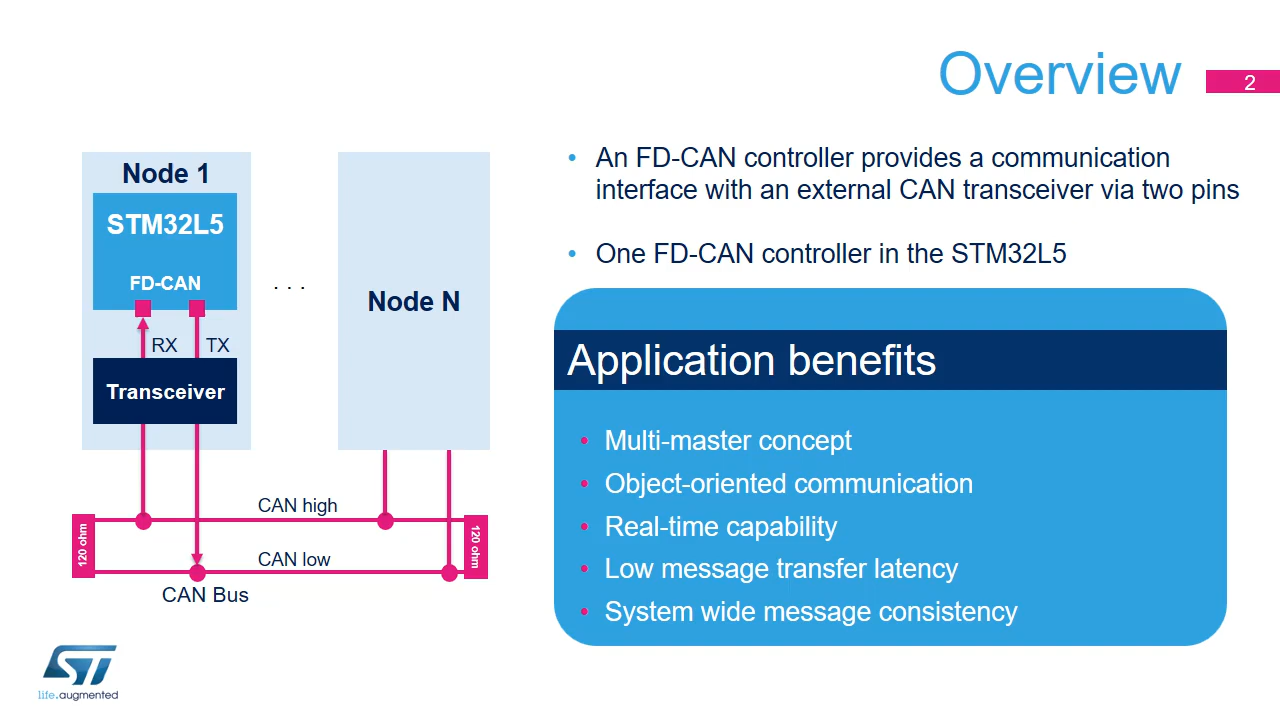 Overview
2
Node 1
STM32L5
FD-CAN
RX
TX
Transceiver
. . .
Node N
CAN high
120 ohm
120 ohm
CAN low
CAN Bus
• An FD-CAN controller provides a communication
interface with an external CAN transceiver via two pins
• One FD-CAN controller in the STM32L5
Application benefits
• Multi-master concept
• Object-oriented communication
• Real-time capability
• Low message transfer latency
• System wide message consistency
ST
life.augmented